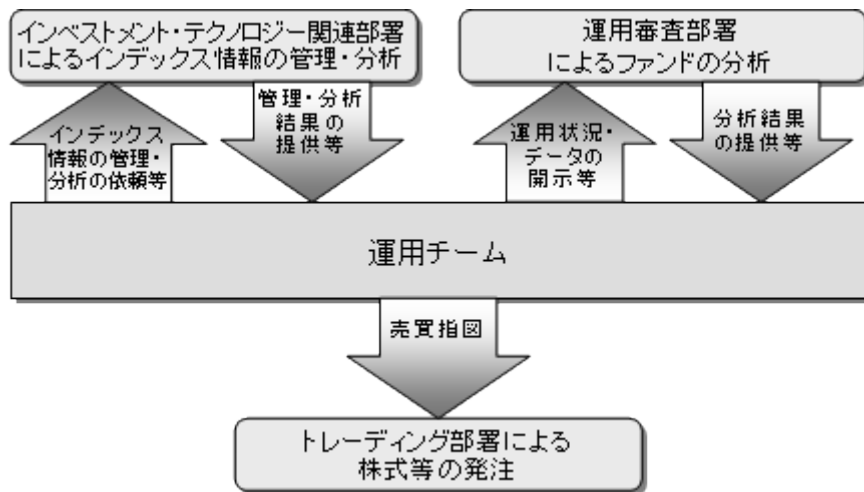 インベストメント・テクノロジー関連部署
によるインデックス情報の管理・分析
運用審査部署
によるファンドの分析
インデックス
情報の管理・
分析の依頼等
管理・分析
結果の
提供等
運用状況・
データの
開示等
分析結果
の提供等
運用チーム
売買指図
トレーディング部署による
株式等の発注